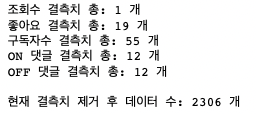 조회수 결측치 총: 1 개
좋아요 결측치 총: 19 개
구독자수 결측치 총: 55 개
ON 댓글 결측치 총: 12 개
OFF 댓글 결측치 총: 12 개
현재 결측치 제거 후 데이터 수: 2306 개